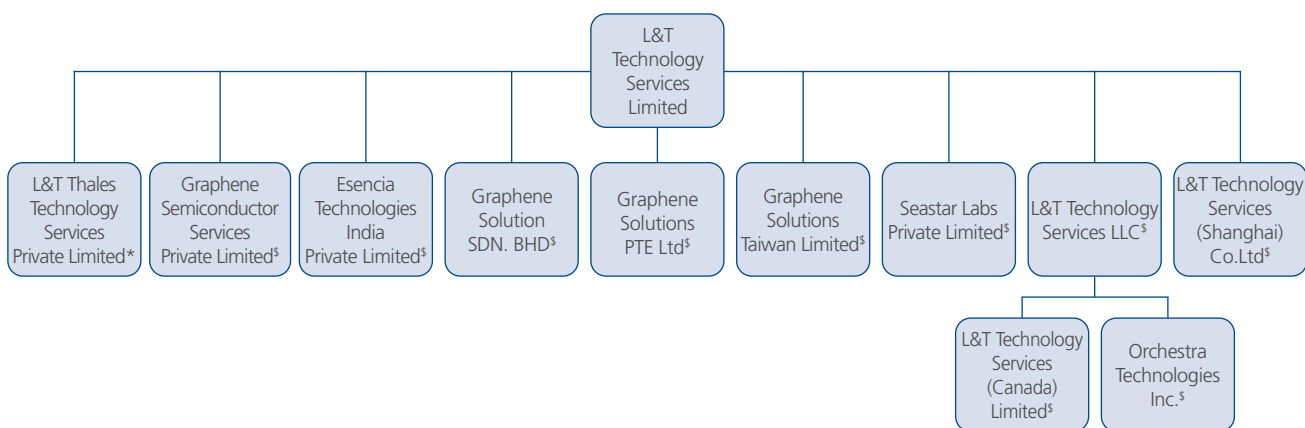 L&T
Technology
Services
Limited
L&T Thales
Technology
Services
Private Limited*
Graphene
Semiconductor
Services
Private Limited$
Esencia
Technologies
India
Private Limited$
Graphene
Solution
SDN. BHD$
Graphene
Solutions
PTE Ltd$
Graphene
Solutions
Taiwan Limited$
Seastar Labs
Private Limited$
L&T Technology
Services LLC$
L&T Technology
Services
(Shanghai)
Co.Ltd$
L&T Technology
Services
(Canada)
Limited$
Orchestra
Technologies
Inc.$